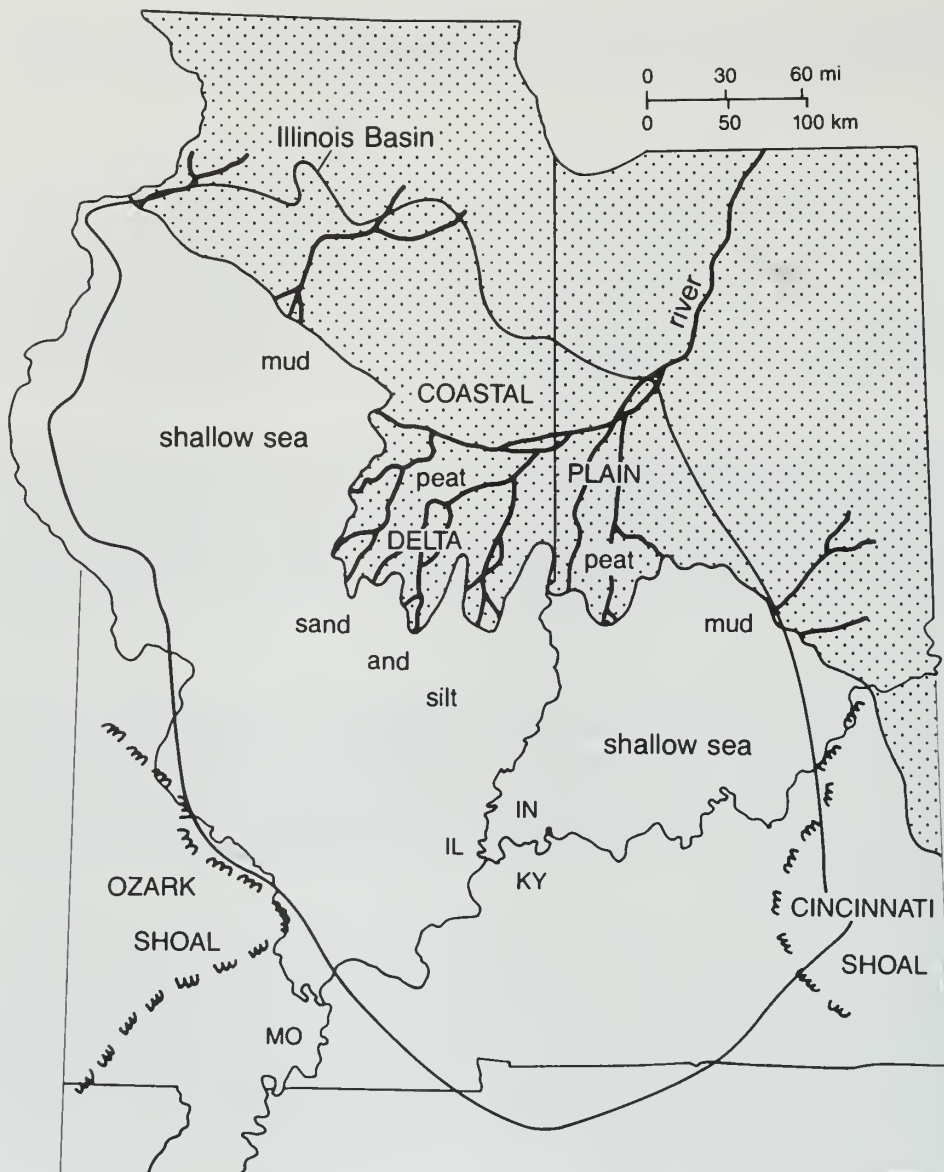 0 30 60 mi
0 50 100 km
Illinois Basin
river
mud
COASTAL
shallow sea
peat
PLAIN
DELTA
peat
sand
mud
and
silt
shallow sea
IN
IL
KY
OZARK
CINCINNATI
SHOAL
SHOAL
MO